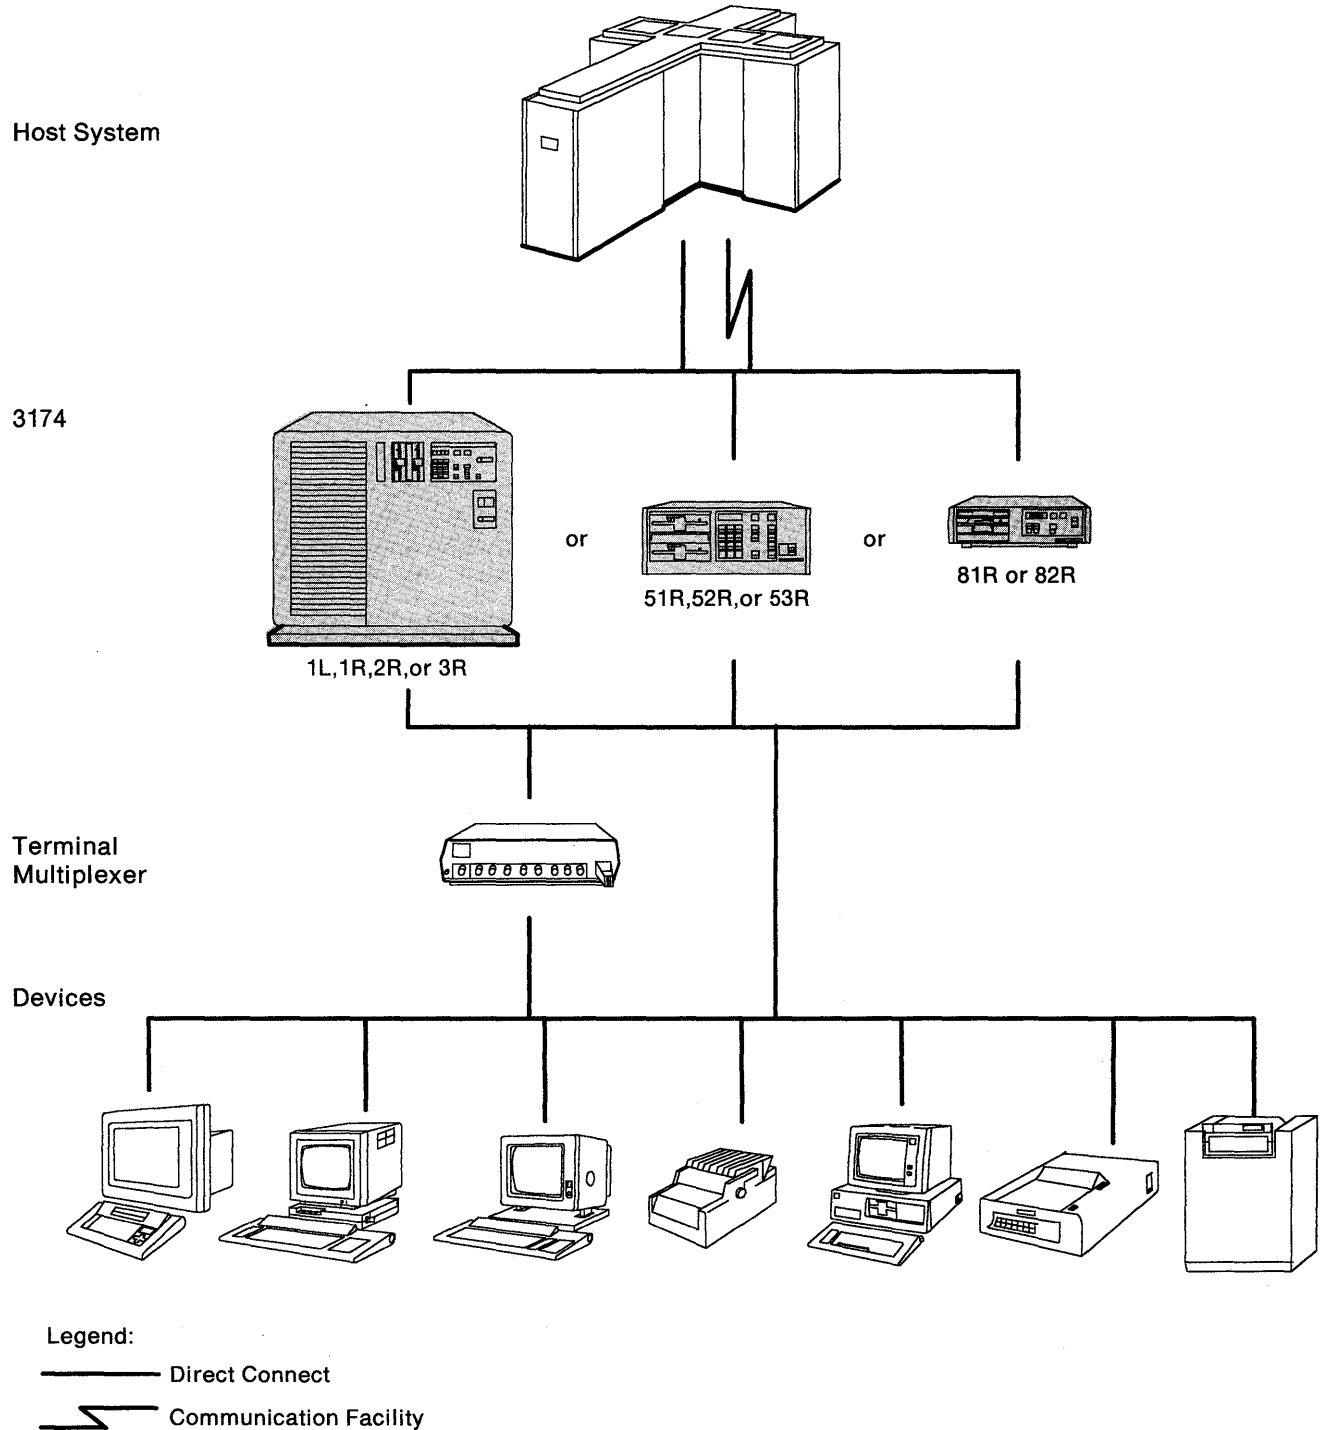 Host System
3174
or
or
81R or 82R
51R,52R,or 53R
1L,1R,2R,or 3R
Terminal
Multiplexer
Devices
Legend:
Direct Connect
Communication Facility